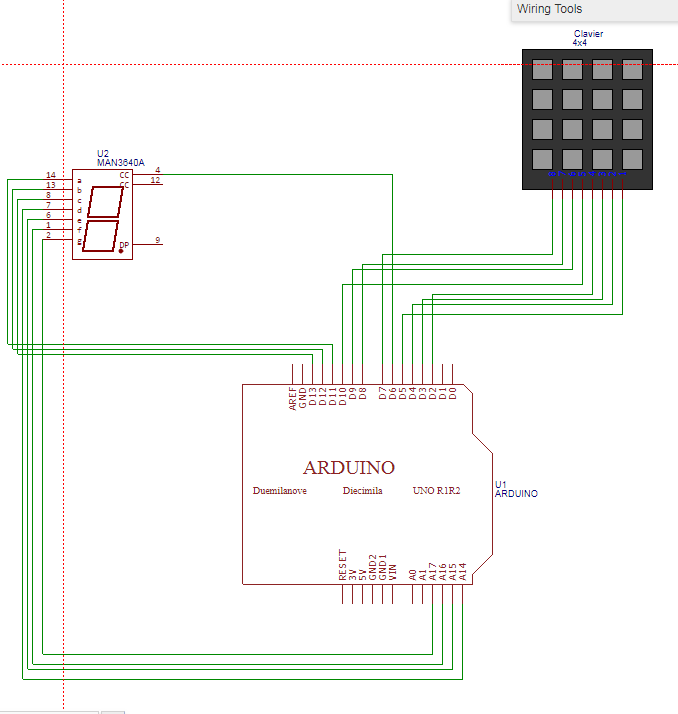 Wiring Tools
Clavier
4x4
U2
MAN3640A
14
13
8
7
6
1
2
a
b
c
d
e
f
g
CC
CC
DP
4
12
9
AREF
GND
D13
D12
D11
D10
D9
D8
D7
D6
D5
D4
D3
D2
D1
D0
ARDUINO
Duemilanove
Diecimila
UNO R1R2
U1
ARDUINO
RESET
3V
5V
GND2
GND1
VIN
A0
A1
A17
A16
A15
A14